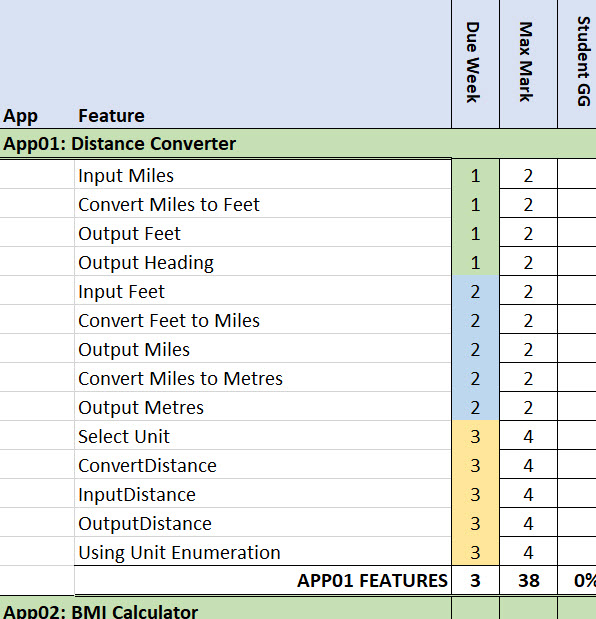 App Feature Due Week Max Mark Student GG
App01: Distance Converter
Input Miles 1 2
Convert Miles to Feet 1 2
Output Feet 1 2
Output Heading 1 2
Input Feet 2 2
Convert Feet to Miles 2 2
Output Miles 2 2
Convert Miles to Metres 2 2
Output Metres 2 2
Select Unit 3 4
ConvertDistance 3 4
InputDistance 3 4
OutputDistance 3 4
Using Unit Enumeration 3 4
APP01 FEATURES 3 38 0%
App02: BMI Calculator